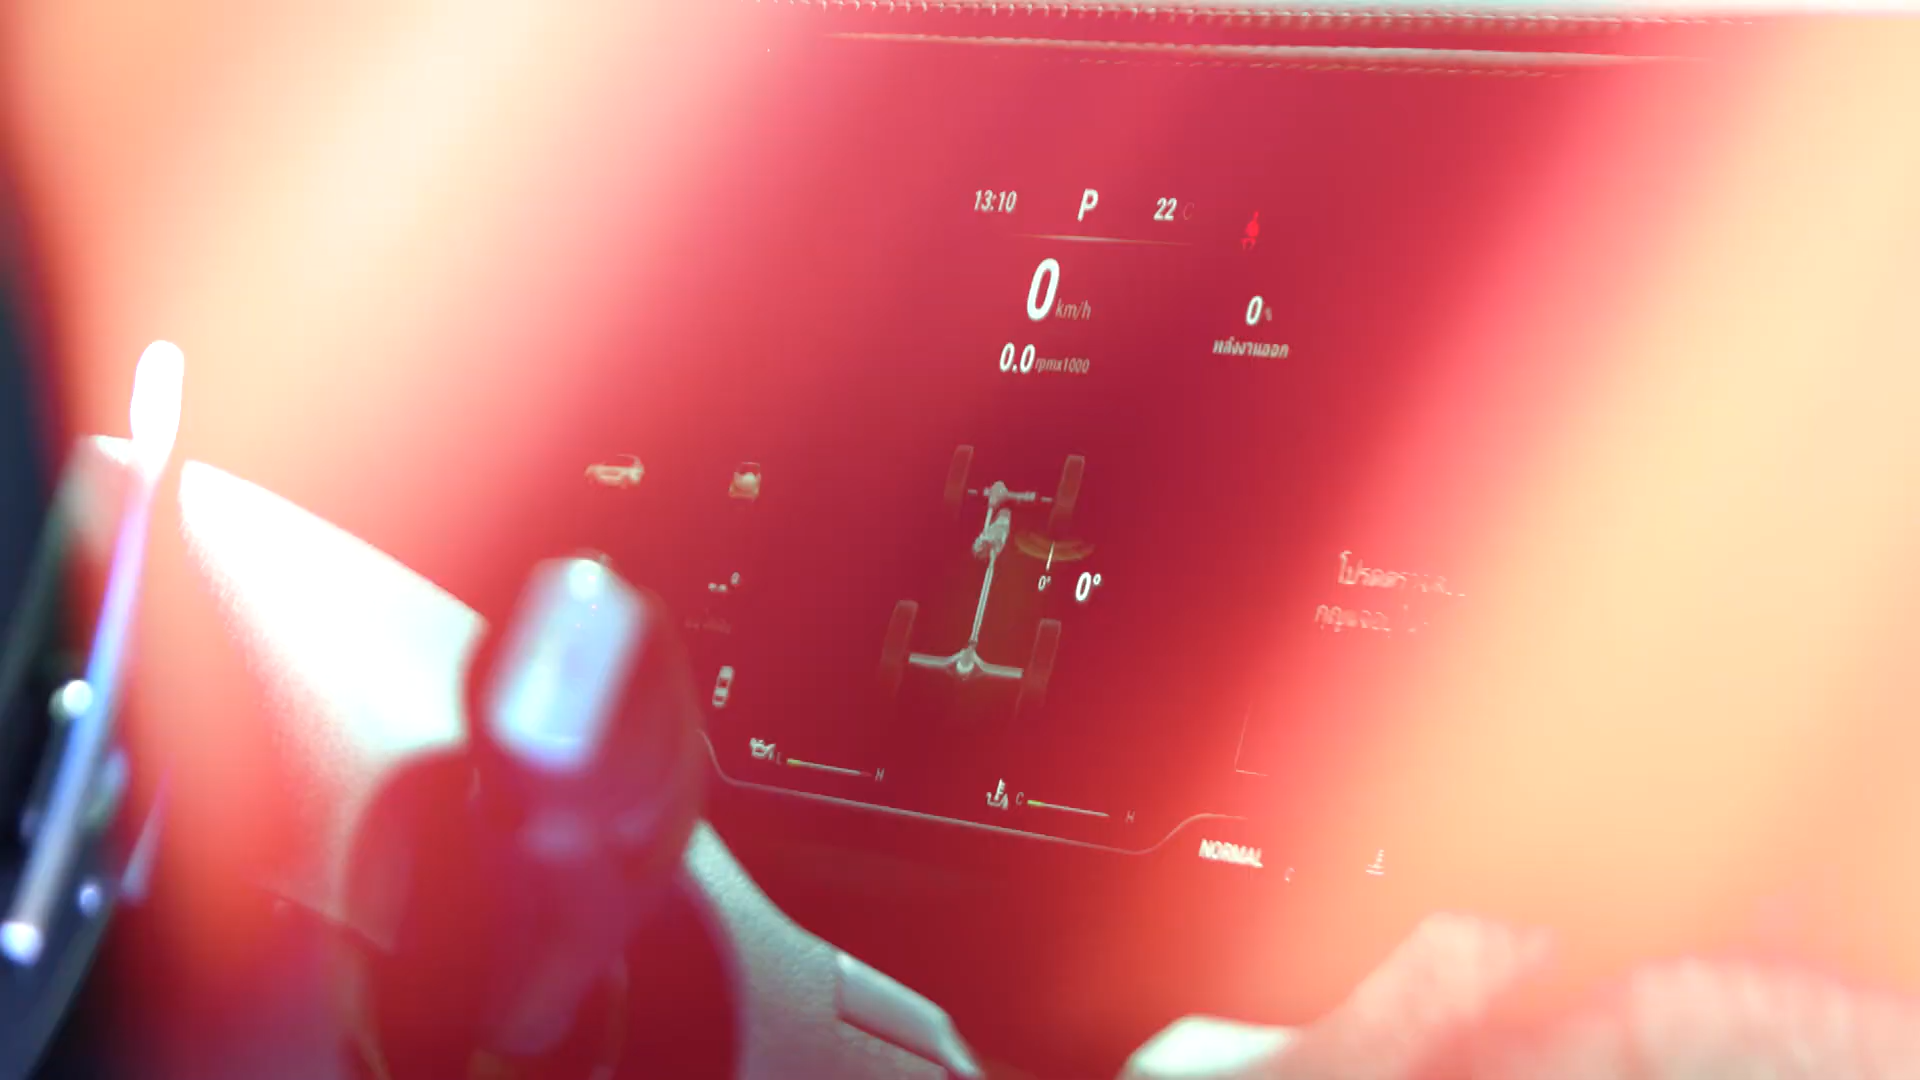 13:10 P 22 C
0 km/h
0.0 rpmx1000
0 %
พลังงานออก
0° 0°
L H
C H
NORMAL
C